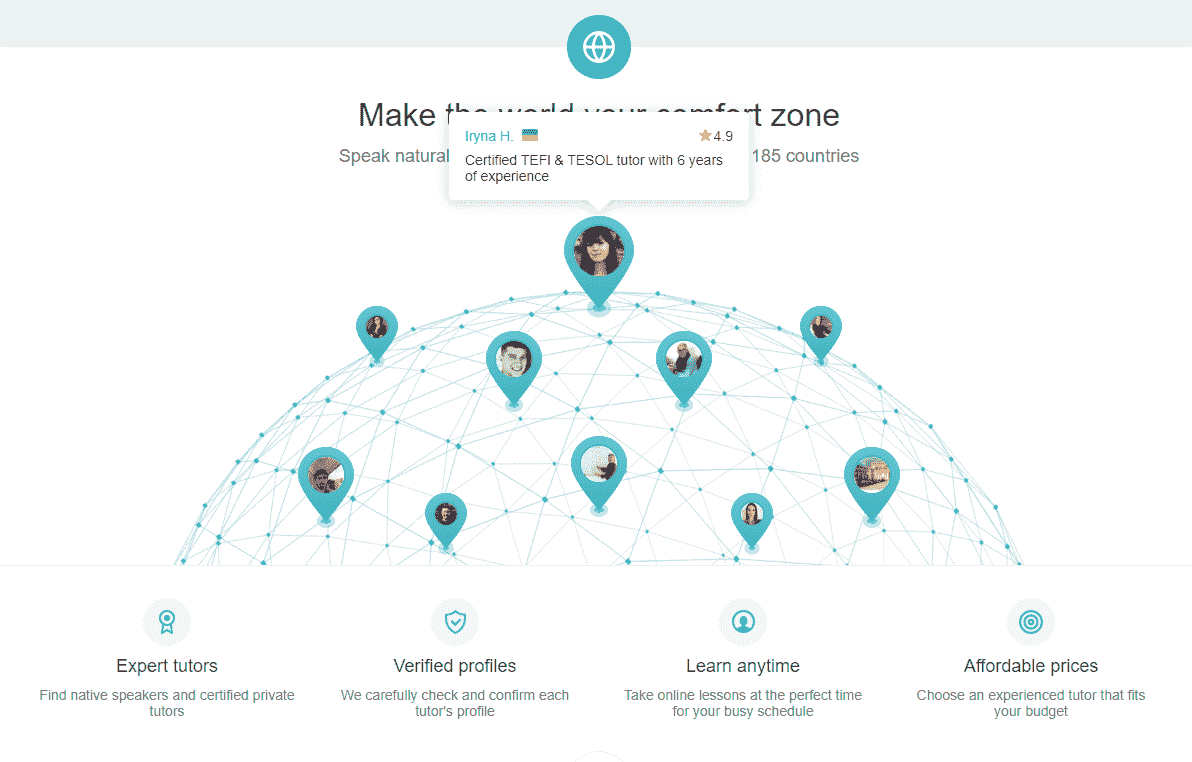 Make the world your comfort zone
Iryna H. 4.9
Speak natural 185 countries
Certified TEFI & TESOL tutor with 6 years
of experience
Expert tutors
Find native speakers and certified private
tutors
Verified profiles
We carefully check and confirm each
tutor's profile
Learn anytime
Take online lessons at the perfect time
for your busy schedule
Affordable prices
Choose an experienced tutor that fits
your budget